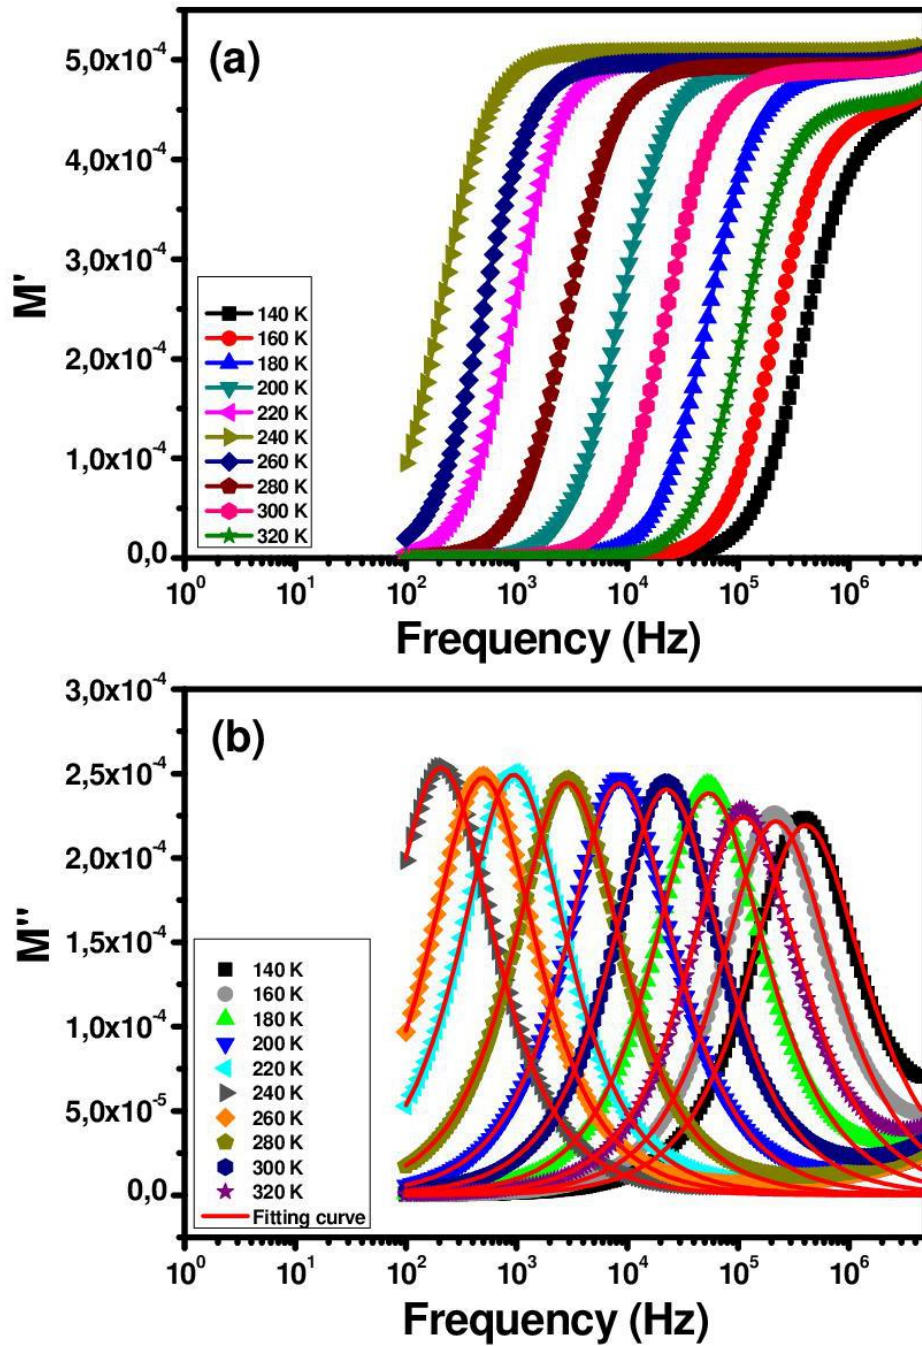 (a)
5,0x10⁻⁴
4,0x10⁻⁴
3,0x10⁻⁴
2,0x10⁻⁴
1,0x10⁻⁴
0,0
M'
140 K
160 K
180 K
200 K
220 K
240 K
260 K
280 K
300 K
320 K
10⁰ 10¹ 10² 10³ 10⁴ 10⁵ 10⁶
Frequency (Hz)
(b)
3,0x10⁻⁴
2,5x10⁻⁴
2,0x10⁻⁴
1,5x10⁻⁴
1,0x10⁻⁴
5,0x10⁻⁵
0,0
M''
140 K
160 K
180 K
200 K
220 K
240 K
260 K
280 K
300 K
320 K
Fitting curve
10⁰ 10¹ 10² 10³ 10⁴ 10⁵ 10⁶
Frequency (Hz)